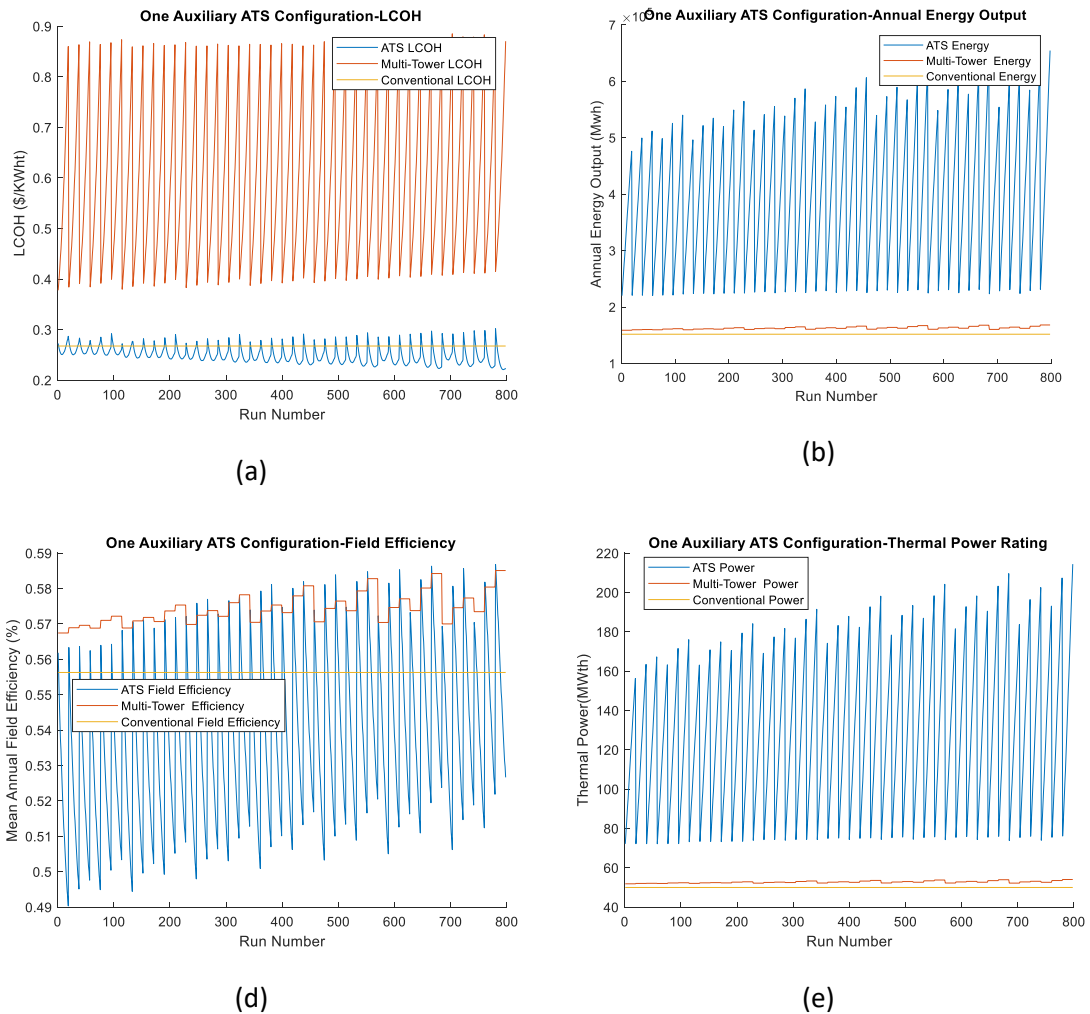 One Auxiliary ATS Configuration-LCOH
0.9
0.8
0.7
0.6
0.5
0.4
0.3
0.2
LCOH ($/KWht)
ATS LCOH
Multi-Tower LCOH
Conventional LCOH
0 100 200 300 400 500 600 700 800
Run Number
(a)
One Auxiliary ATS Configuration-Annual Energy Output
7
6
5
4
3
2
1
Annual Energy Output (Mwh)
ATS Energy
Multi-Tower Energy
Conventional Energy
0 100 200 300 400 500 600 700 800
Run Number
(b)
One Auxiliary ATS Configuration-Field Efficiency
0.59
0.58
0.57
0.56
0.55
0.54
0.53
0.52
0.51
0.5
0.49
Mean Annual Field Efficiency (%)
ATS Field Efficiency
Multi-Tower Efficiency
Conventional Field Efficiency
0 100 200 300 400 500 600 700 800
Run Number
(d)
One Auxiliary ATS Configuration-Thermal Power Rating
220
200
180
160
140
120
100
80
60
40
Thermal Power(MWth)
ATS Power
Multi-Tower Power
Conventional Power
0 100 200 300 400 500 600 700 800
Run Number
(e)